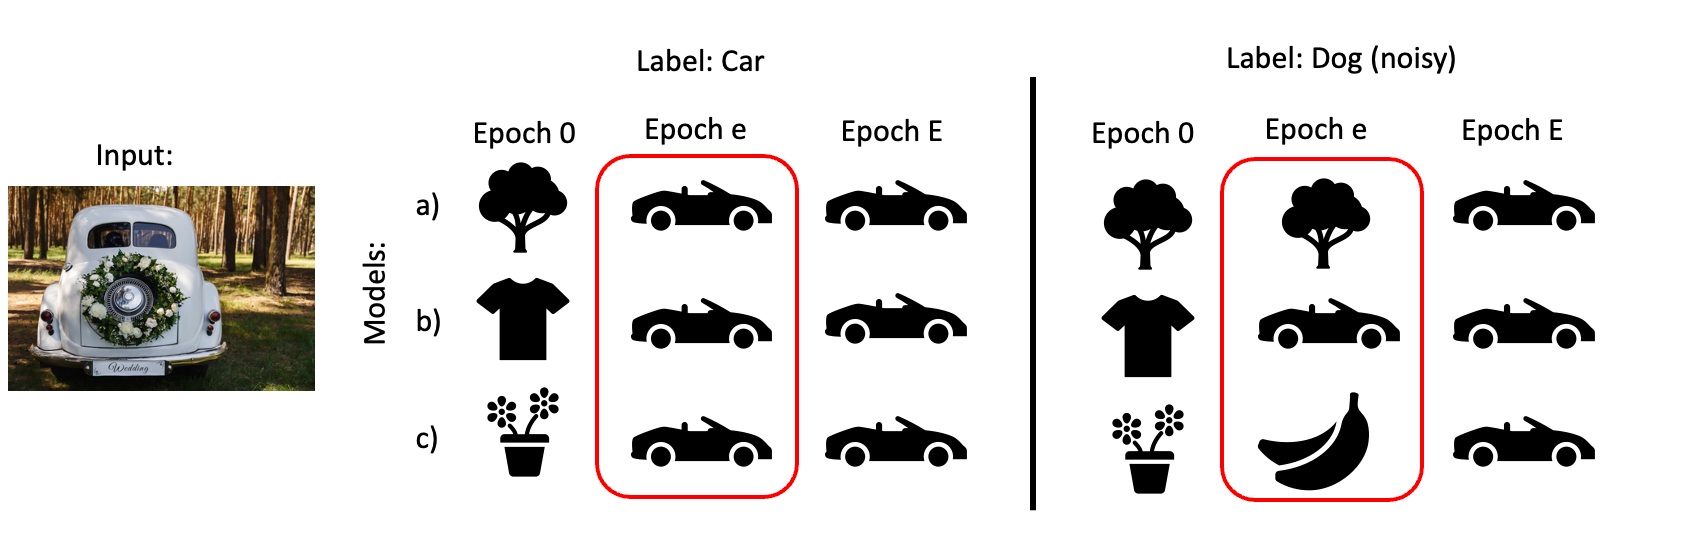 Input:
Wedding
Models:
Label: Car
Epoch 0
Epoch e
Epoch E
a)
b)
c)
Label: Dog (noisy)
Epoch 0
Epoch e
Epoch E